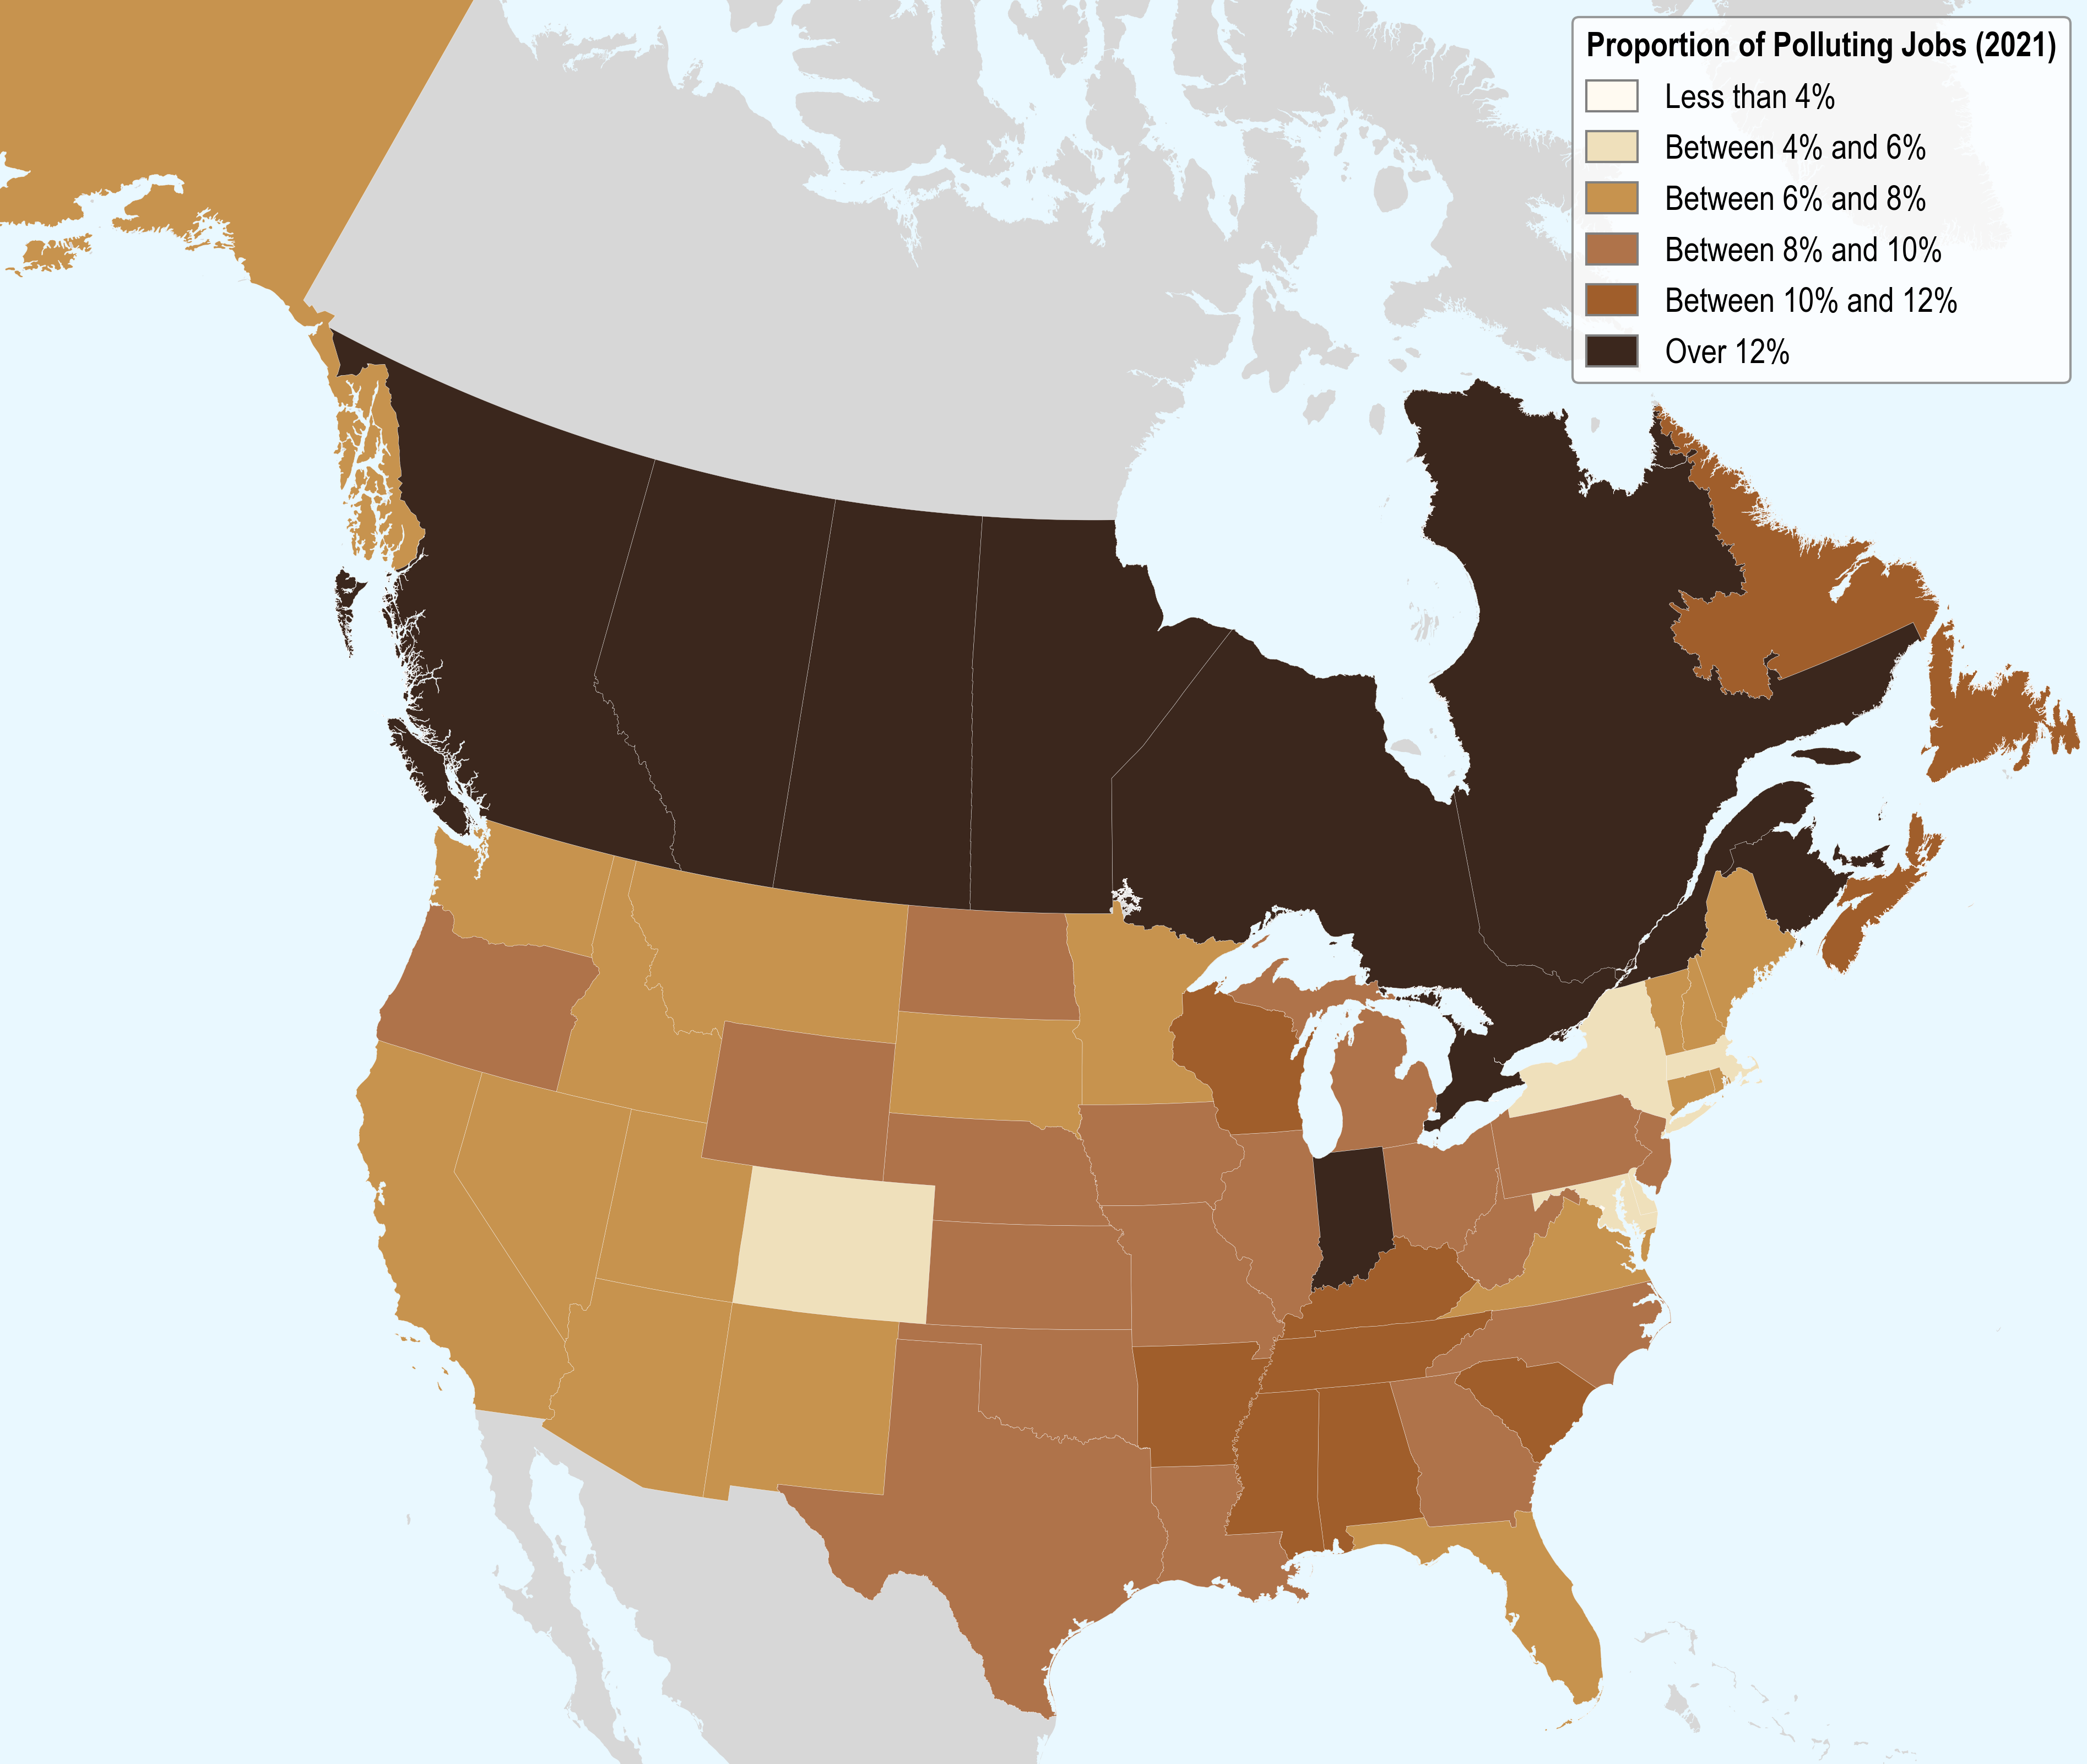 Proportion of Polluting Jobs (2021)
Less than 4%
Between 4% and 6%
Between 6% and 8%
Between 8% and 10%
Between 10% and 12%
Over 12%